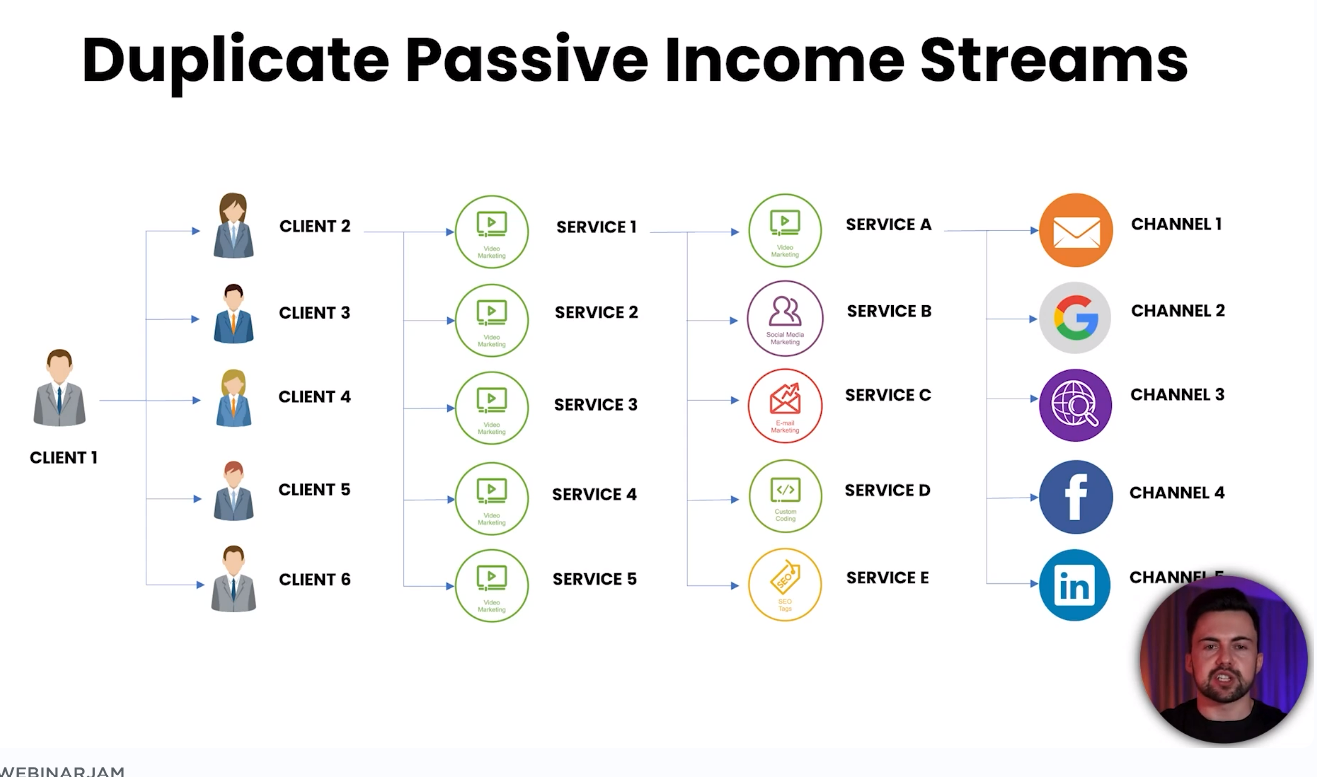 Duplicate Passive Income Streams
CLIENT 1
CLIENT 2
CLIENT 3
CLIENT 4
CLIENT 5
CLIENT 6
Video
Marketing
SERVICE 1
Video
Marketing
SERVICE 2
Video
Marketing
SERVICE 3
Video
Marketing
SERVICE 4
Video
Marketing
SERVICE 5
Video
Marketing
SERVICE A
Social Media
Marketing
SERVICE B
E-mail
Marketing
SERVICE C
</>
Custom
Coding
SERVICE D
SEO
SEO
Tags
SERVICE E
CHANNEL 1
G
CHANNEL 2
CHANNEL 3
f
CHANNEL 4
in
CHANNEL 5
WEBINARJAM